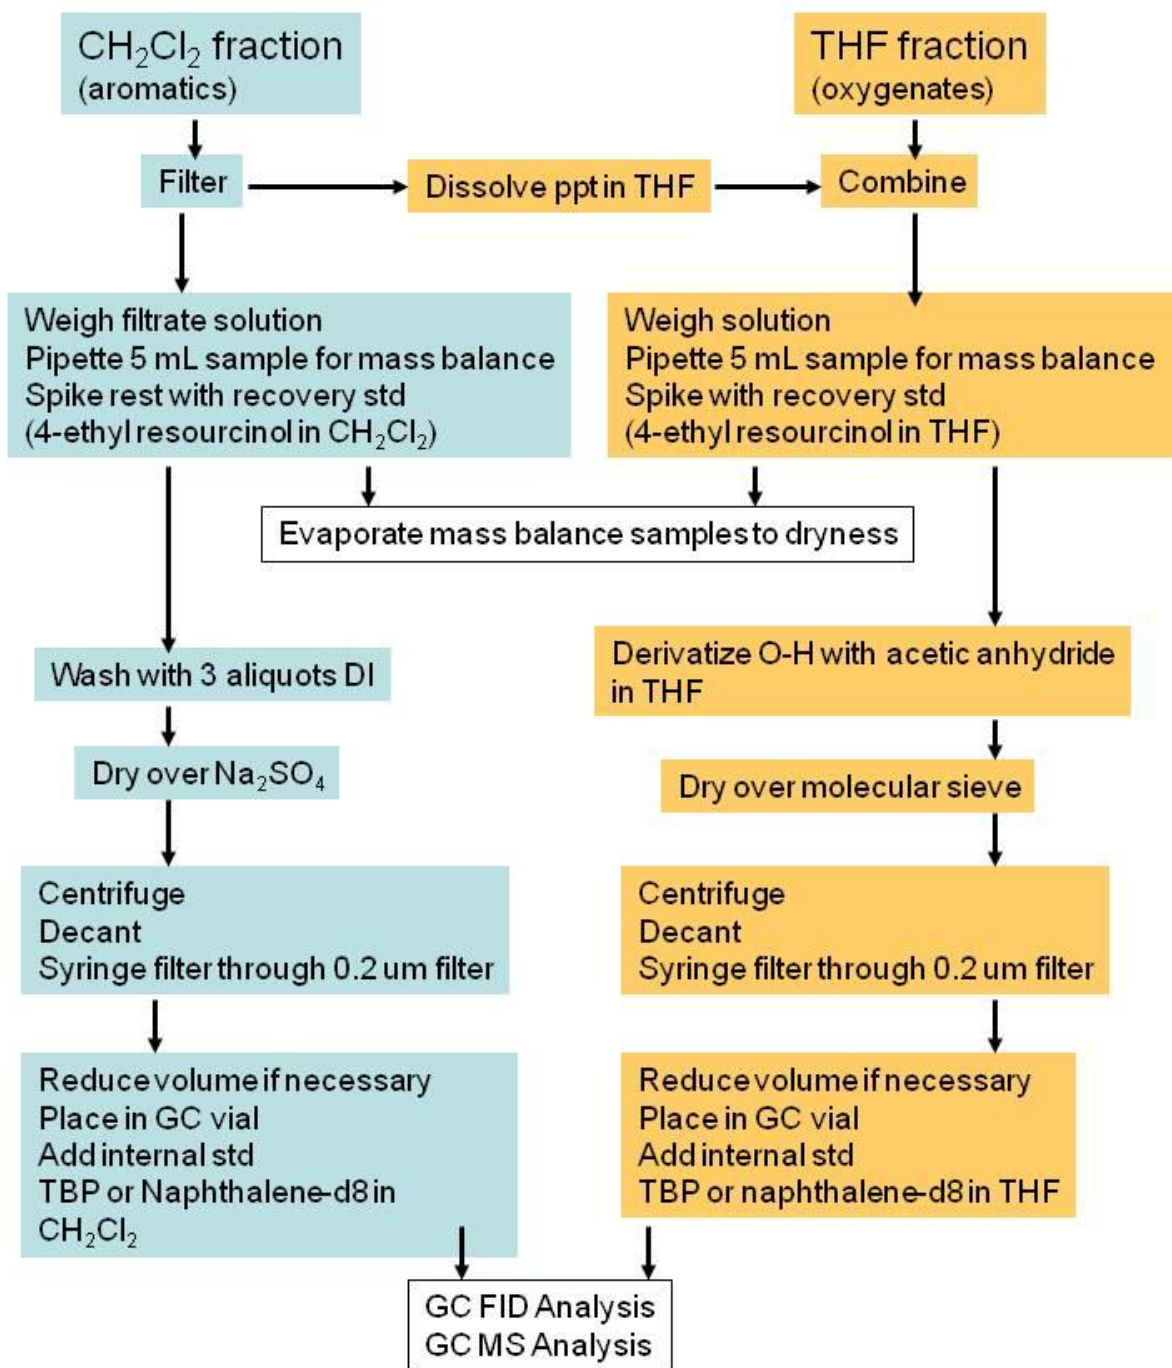 CH₂Cl₂ fraction
(aromatics)
THF fraction
(oxygenates)
Filter
Dissolve ppt in THF
Combine
Weigh filtrate solution
Pipette 5 mL sample for mass balance
Spike rest with recovery std
(4-ethyl resourcinol in CH₂Cl₂)
Weigh solution
Pipette 5 mL sample for mass balance
Spike with recovery std
(4-ethyl resourcinol in THF)
Evaporate mass balance samples to dryness
Wash with 3 aliquots DI
Derivatize O-H with acetic anhydride
in THF
Dry over Na₂SO₄
Dry over molecular sieve
Centrifuge
Decant
Syringe filter through 0.2 um filter
Centrifuge
Decant
Syringe filter through 0.2 um filter
Reduce volume if necessary
Place in GC vial
Add internal std
TBP or Naphthalene-d8 in
CH₂Cl₂
Reduce volume if necessary
Place in GC vial
Add internal std
TBP or naphthalene-d8 in THF
GC FID Analysis
GC MS Analysis